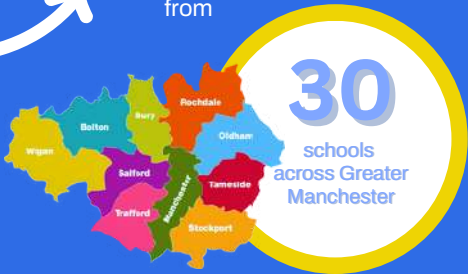 from
30
schools
across Greater
Manchester
Rochdale
Bury
Bolton
Oldham
Wigan
Salford
Tameside
Manchester
Trafford
Stockport